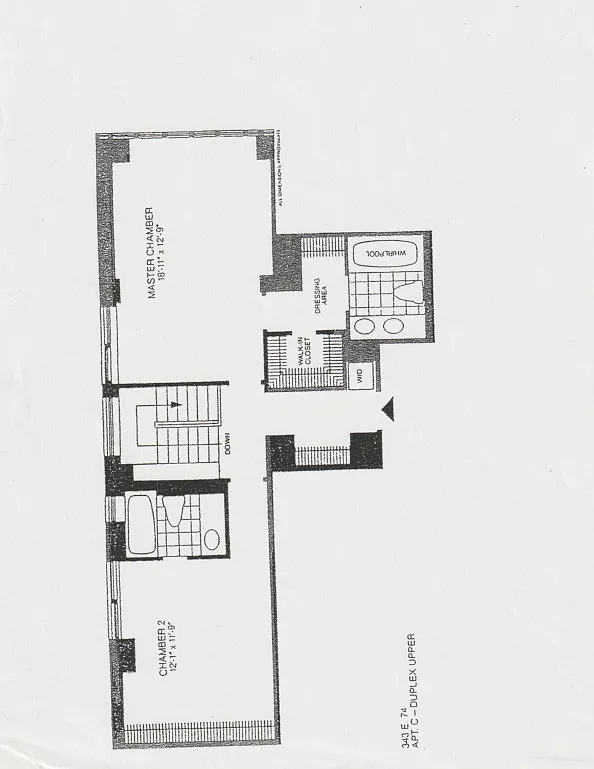 MASTER CHAMBER
18'-11" x 12'-9"
ALL DIMENSIONS APPROXIMATE
DRESSING
AREA
WHIRLPOOL
WALK-IN
CLOSET
W/D
DOWN
CHAMBER 2
12'-1" x 11'-9"
343 E. 74
APT. C – DUPLEX UPPER